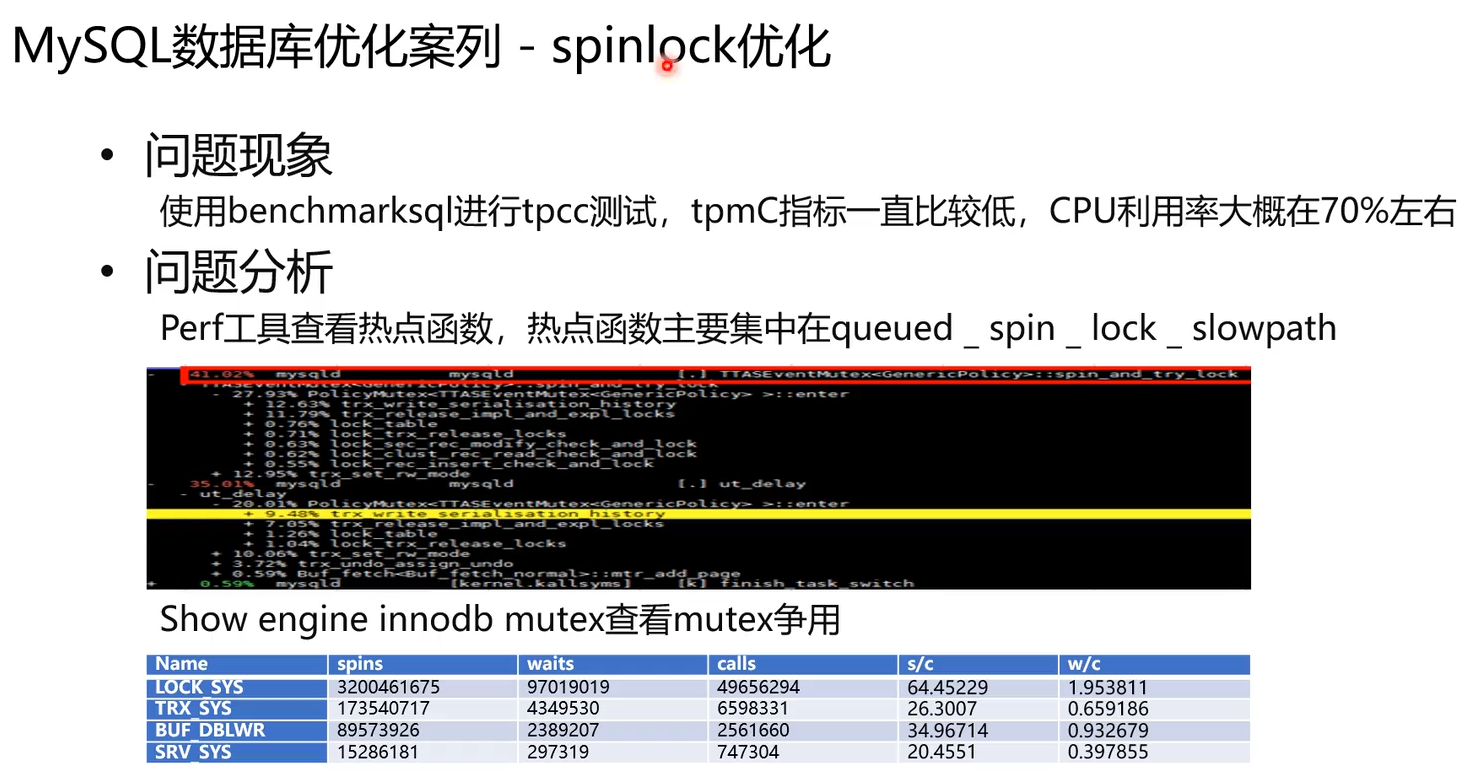 MySQL数据库优化案列 - spinlock优化
• 问题现象
使用benchmarksql进行tpcc测试，tpmC指标一直比较低，CPU利用率大概在70%左右
• 问题分析
Perf工具查看热点函数，热点函数主要集中在queued _ spin _ lock _ slowpath
- 41.02% mysqld mysqld [.] TTASEventMutex<GenericPolicy>::spin_and_try_lock
- TTASEventMutex<GenericPolicy>::spin_and_try_lock
- 27.93% PolicyMutex<TTASEventMutex<GenericPolicy> >::enter
+ 12.63% trx_write_serialisation_history
+ 11.79% trx_release_impl_and_expl_locks
+ 0.76% lock_table
+ 0.71% lock_trx_release_locks
+ 0.63% lock_sec_rec_modify_check_and_lock
+ 0.62% lock_clust_rec_read_check_and_lock
+ 0.55% lock_rec_insert_check_and_lock
+ 12.95% trx_set_rw_mode
- 35.01% mysqld mysqld [.] ut_delay
- ut_delay
- 20.01% PolicyMutex<TTASEventMutex<GenericPolicy> >::enter
+ 9.48% trx_write_serialisation_history
+ 7.05% trx_release_impl_and_expl_locks
+ 1.26% lock_table
+ 1.04% lock_trx_release_locks
+ 10.06% trx_set_rw_mode
+ 3.72% trx_undo_assign_undo
+ 0.59% Buf_fetch<Buf_fetch_normal>::mtr_add_page
+ 0.59% mysqld [kernel.kallsyms] [k] finish_task_switch
Show engine innodb mutex查看mutex争用
Name spins waits calls s/c w/c
LOCK_SYS 3200461675 97019019 49656294 64.45229 1.953811
TRX_SYS 173540717 4349530 6598331 26.3007 0.659186
BUF_DBLWR 89573926 2389207 2561660 34.96714 0.932679
SRV_SYS 15286181 297319 747304 20.4551 0.397855